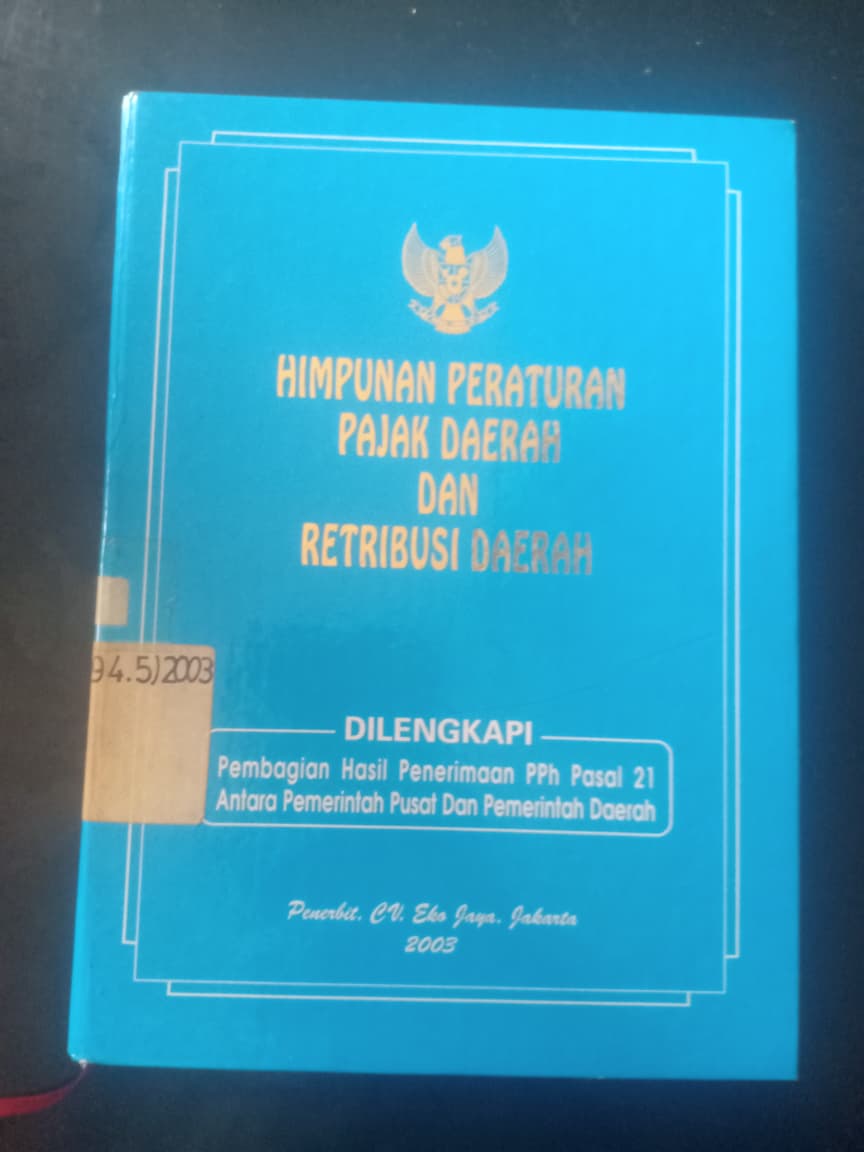 HIMPUNAN PERATURAN
PAJAK DAERAH
DAN
RETRIBUSI DAERAH
94.5)2003
DILENGKAPI
Pembagian Hasil Penerimaan PPh Pasal 21
Antara Pemerintah Pusat Dan Pemerintah Daerah
Penerbit. CV. Eko Jaya. Jakarta
2003